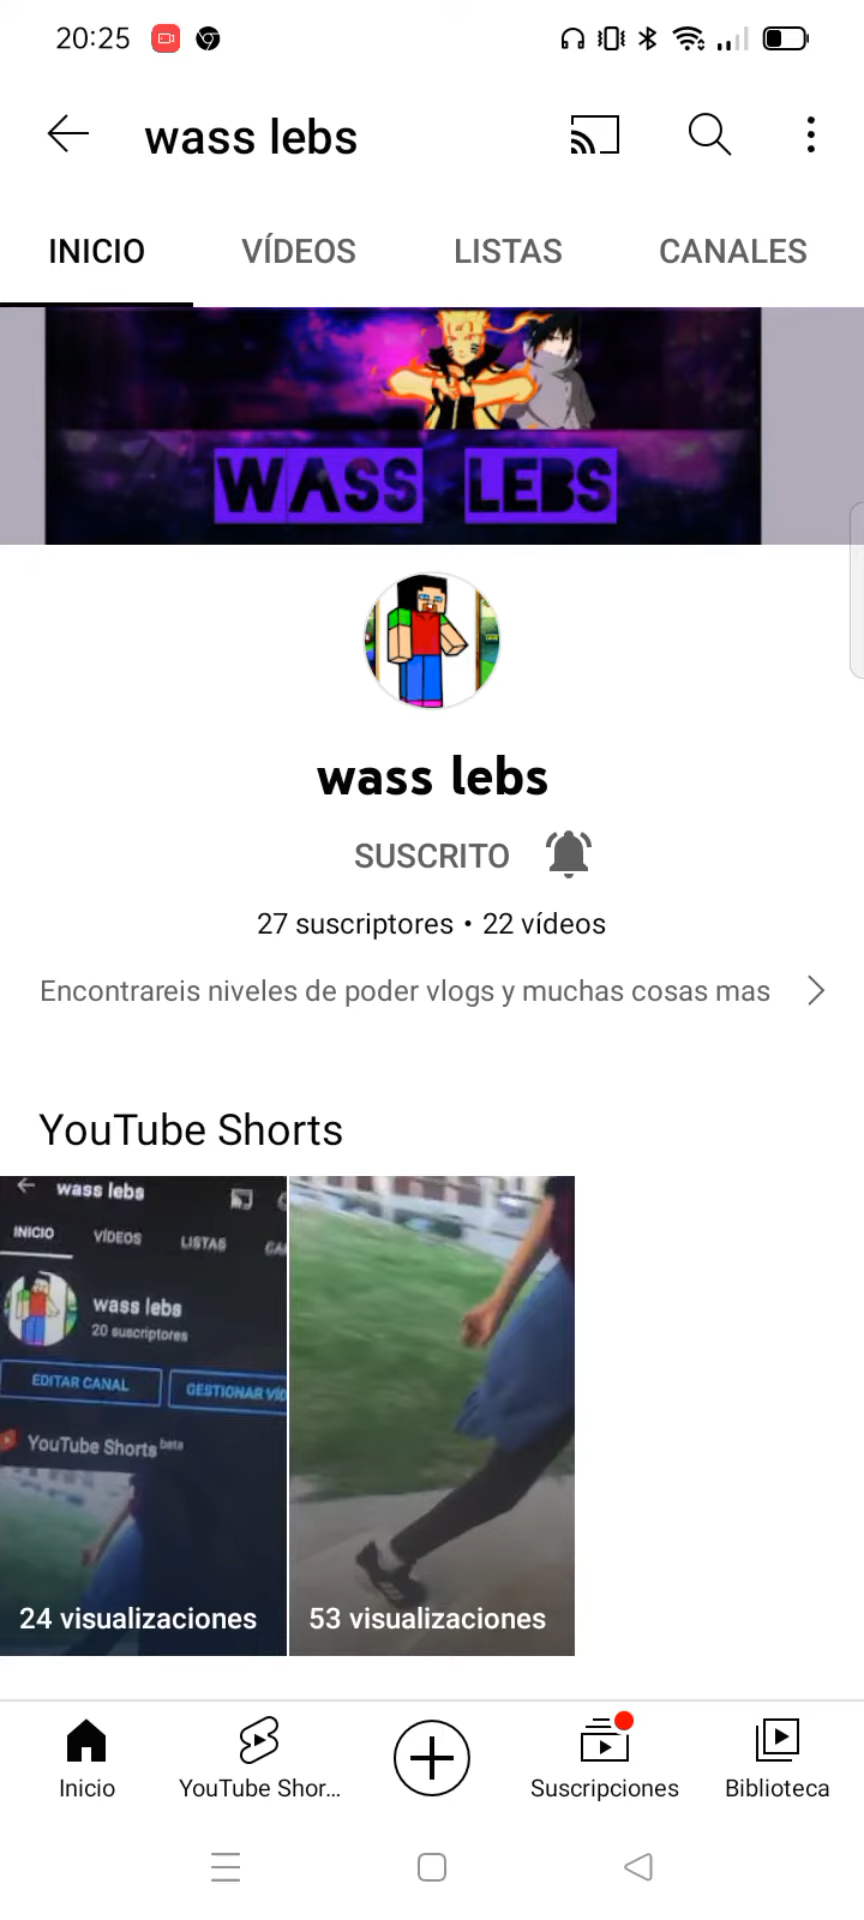 20:25
wass lebs
INICIO VÍDEOS LISTAS CANALES
WASS LEBS
wass lebs
SUSCRITO
27 suscriptores • 22 vídeos
Encontrareis niveles de poder vlogs y muchas cosas mas
YouTube Shorts
wass lebs
INICIO VÍDEOS LISTAS
wass lebs
20 suscriptores
EDITAR CANAL GESTIONAR
YouTube Shorts beta
24 visualizaciones
53 visualizaciones
Inicio YouTube Shor... Suscripciones Biblioteca